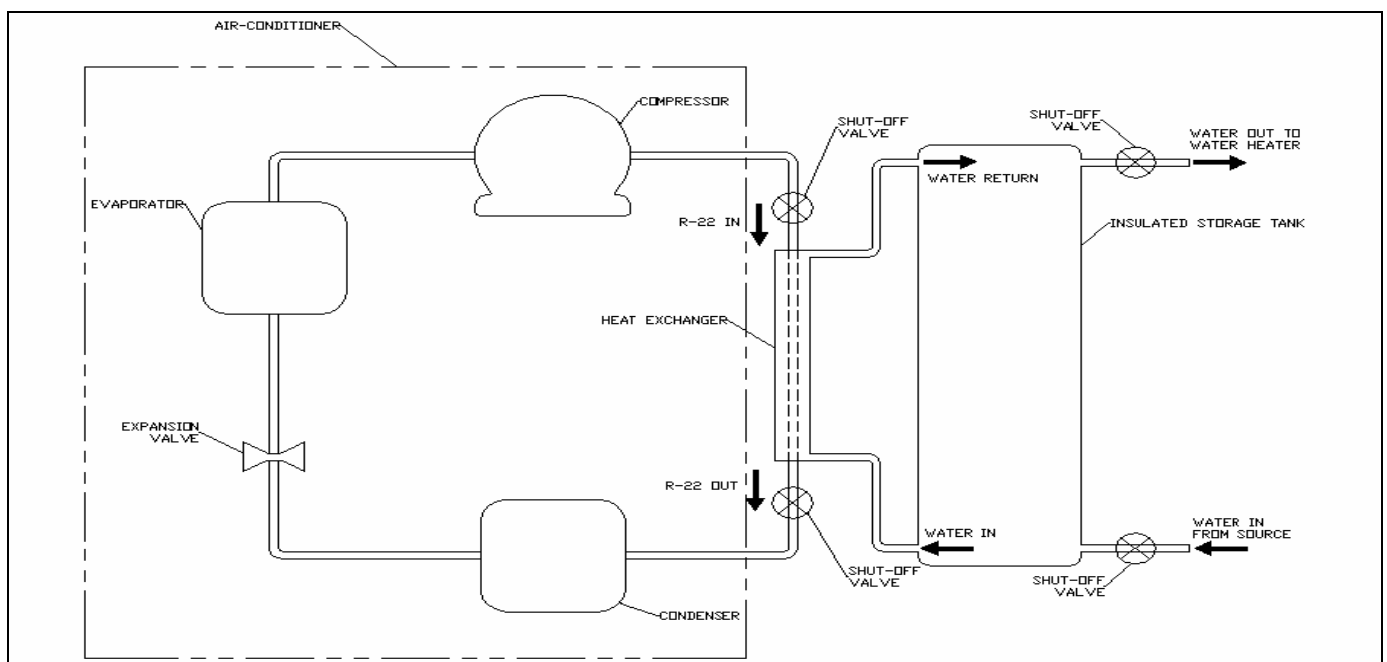 AIR-CONDITIONER
COMPRESSOR
SHUT-OFF
VALVE
SHUT-OFF
VALVE
WATER OUT TO
WATER HEATER
WATER RETURN
EVAPORATOR
R-22 IN
INSULATED STORAGE TANK
HEAT EXCHANGER
EXPANSION
VALVE
R-22 OUT
WATER IN
WATER IN
FROM SOURCE
SHUT-OFF
VALVE
SHUT-OFF
VALVE
CONDENSER